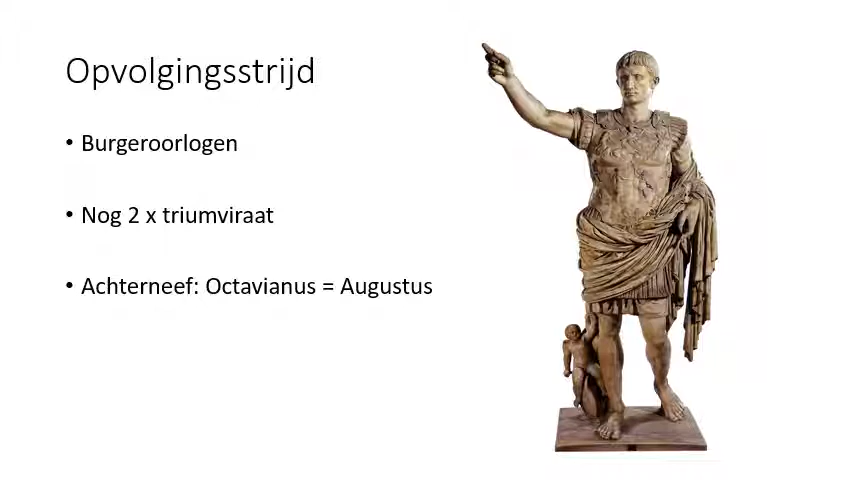 Opvolgingsstrijd
• Burgeroorlogen
• Nog 2 x triumviraat
• Achterneef: Octavianus = Augustus